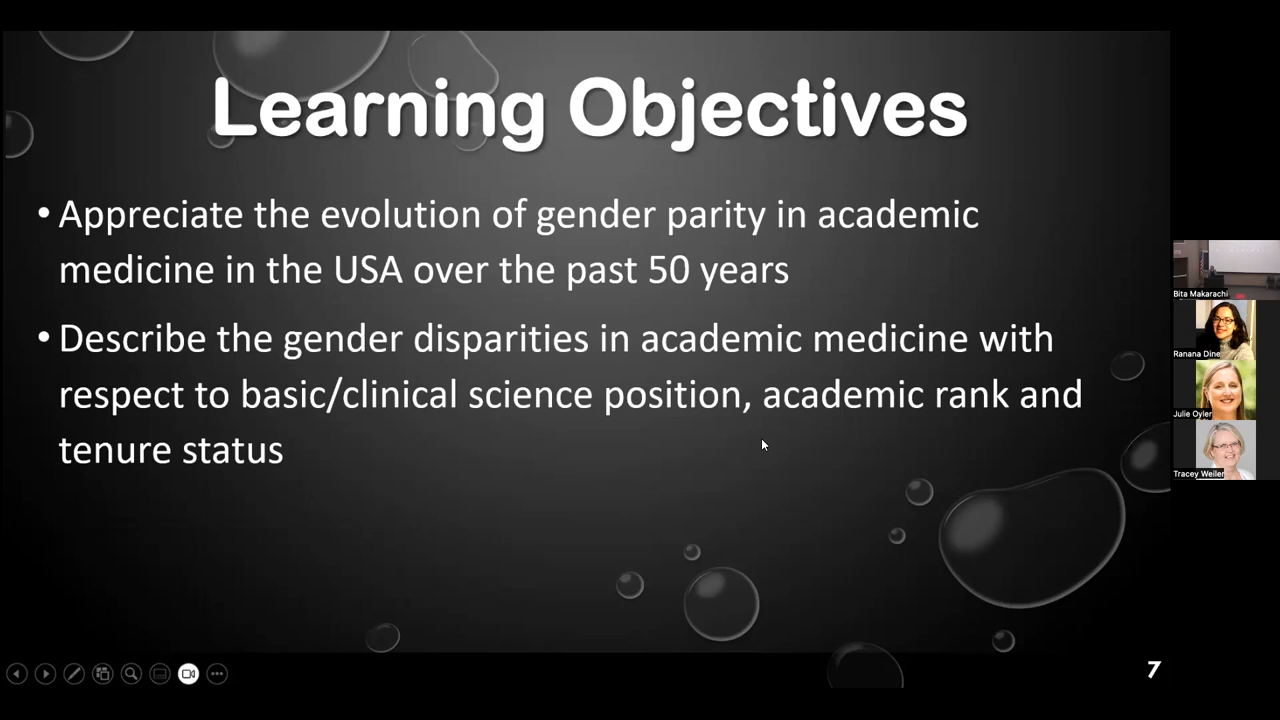 Learning Objectives
• Appreciate the evolution of gender parity in academic
medicine in the USA over the past 50 years
• Describe the gender disparities in academic medicine with
respect to basic/clinical science position, academic rank and
tenure status
7
Bita Makarachi
Ranana Dine
Julie Oyler
Tracey Weiler